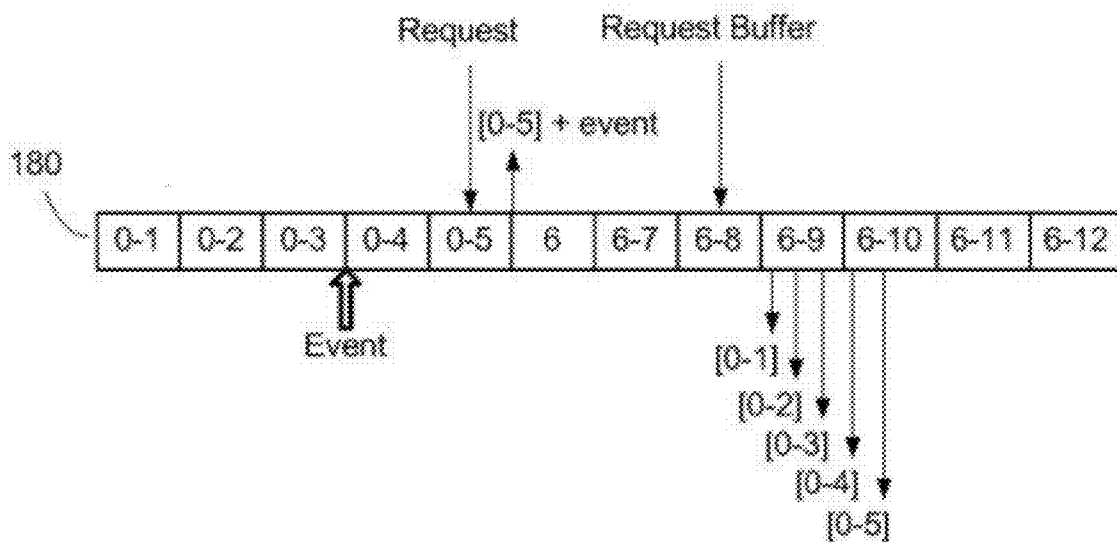 Request
Request Buffer
[0-5] + event
180
0-1 0-2 0-3 0-4 0-5 6 6-7 6-8 6-9 6-10 6-11 6-12
Event
[0-1]
[0-2]
[0-3]
[0-4]
[0-5]